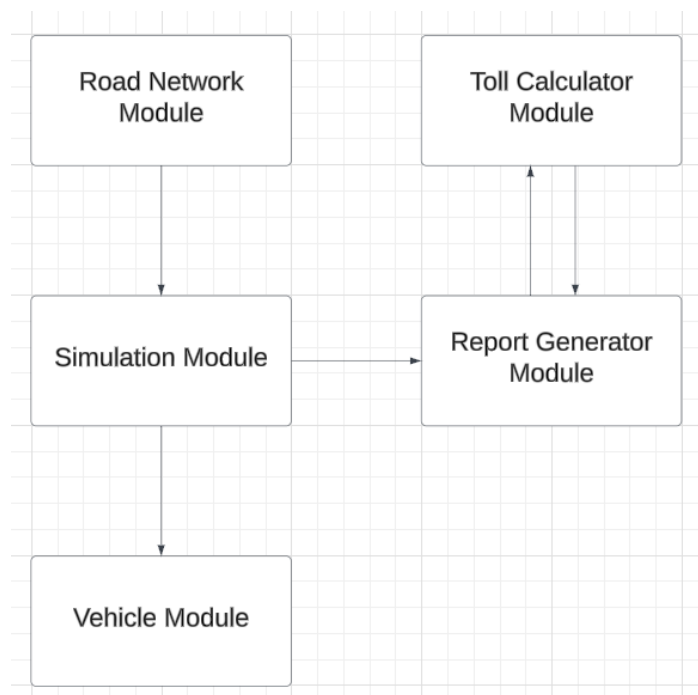 Road Network
Module
Toll Calculator
Module
Simulation Module
Report Generator
Module
Vehicle Module